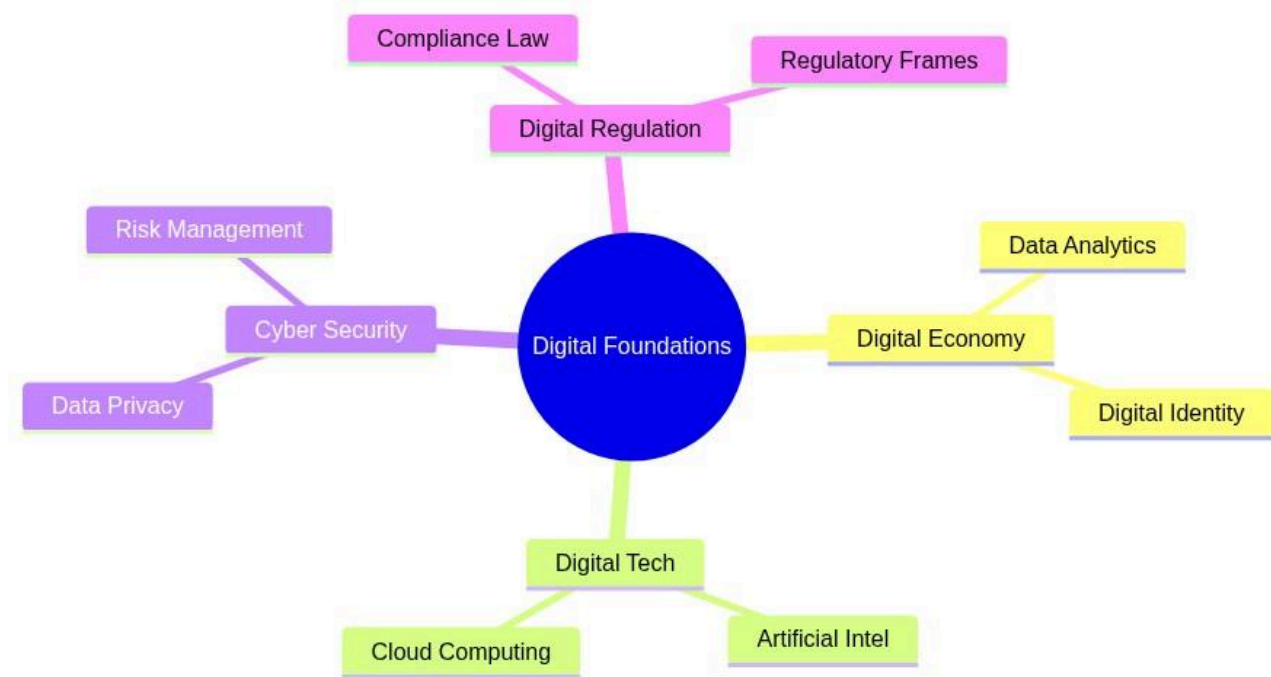 Compliance Law
Regulatory Frames
Digital Regulation
Risk Management
Data Analytics
Cyber Security
Digital Foundations
Digital Economy
Data Privacy
Digital Identity
Digital Tech
Cloud Computing
Artificial Intel